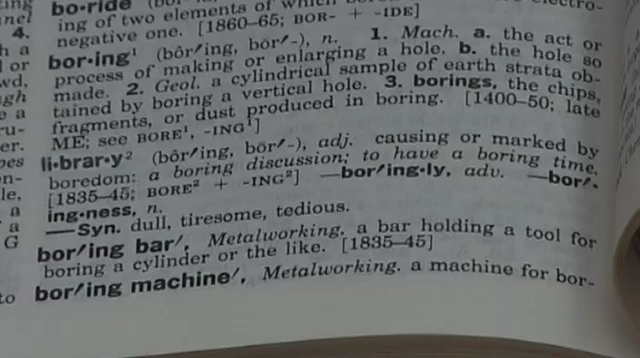 bo·ride
4. ing of two elements of which
negative one. [1860–65; BOR- + -IDE]
bor·ing¹ (bôr′ing, bōr′-), n. 1. Mach. a. the act or
process of making or enlarging a hole. b. the hole so
made. 2. Geol. a cylindrical sample of earth strata ob-
tained by boring a vertical hole. 3. borings, the chips,
fragments, or dust produced in boring. [1400–50; late
ME; see BORE¹, -ING¹]
li·brar·y² (bôr′ing, bōr′-), adj. causing or marked by
boredom: a boring discussion; to have a boring time.
[1835–45; BORE² + -ING²] —bor′ing·ly, adv. —bor′-
ing·ness, n.
—Syn. dull, tiresome, tedious.
bor′ing bar′, Metalworking. a bar holding a tool for
boring a cylinder or the like. [1835–45]
bor′ing machine′, Metalworking. a machine for bor-